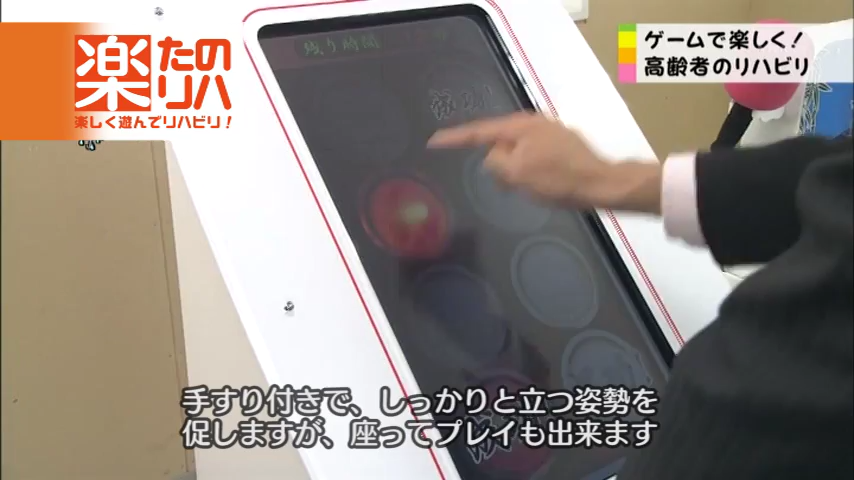 楽たの
リハ
楽しく遊んでリハビリ！
ゲームで楽しく！
高齢者のリハビリ
残り時間
手すり付きで、しっかりと立つ姿勢を
促しますが、座ってプレイも出来ます